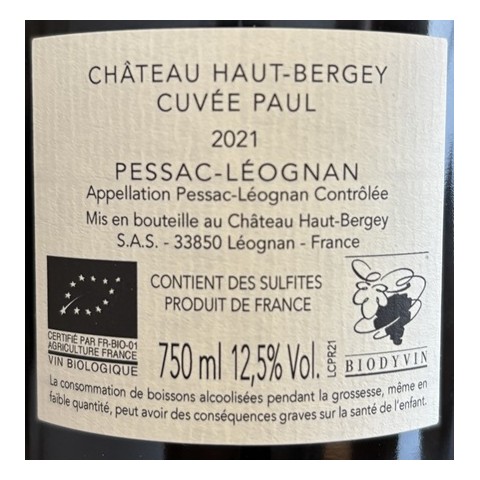 CHÂTEAU HAUT-BERGEY
CUVÉE PAUL
2021
PESSAC-LÉOGNAN
Appellation Pessac-Léognan Contrôlée
Mis en bouteille au Château Haut-Bergey
S.A.S. - 33850 Léognan - France
CONTIENT DES SULFITES
PRODUIT DE FRANCE
CERTIFIÉ PAR FR-BIO-01
AGRICULTURE FRANCE
VIN BIOLOGIQUE
750 ml 12,5% Vol.
LCPR21
BIODYVIN
La consommation de boissons alcoolisées pendant la grossesse, même en
faible quantité, peut avoir des conséquences graves sur la santé de l'enfant.